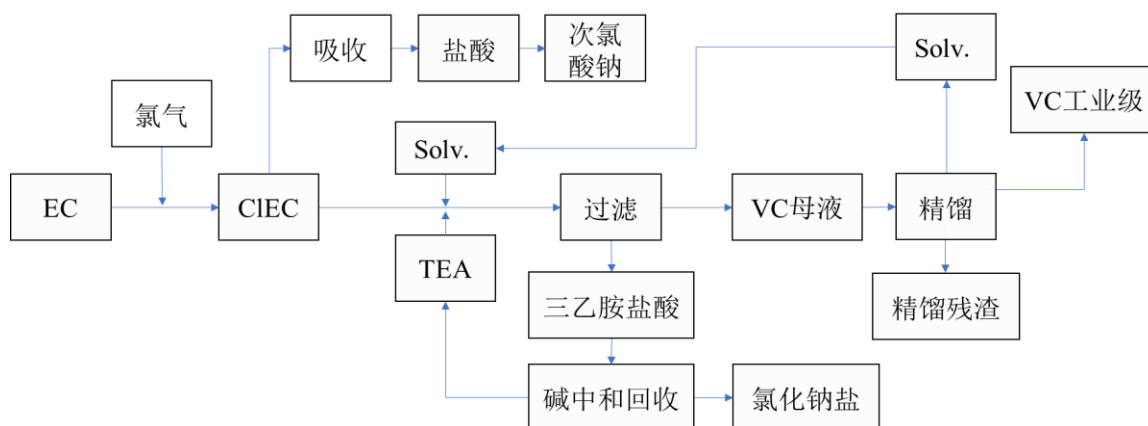 吸收
盐酸
次氯
酸钠
Solv.
VC工业级
氯气
Solv.
EC
ClEC
过滤
VC母液
精馏
TEA
三乙胺盐酸
精馏残渣
碱中和回收
氯化钠盐